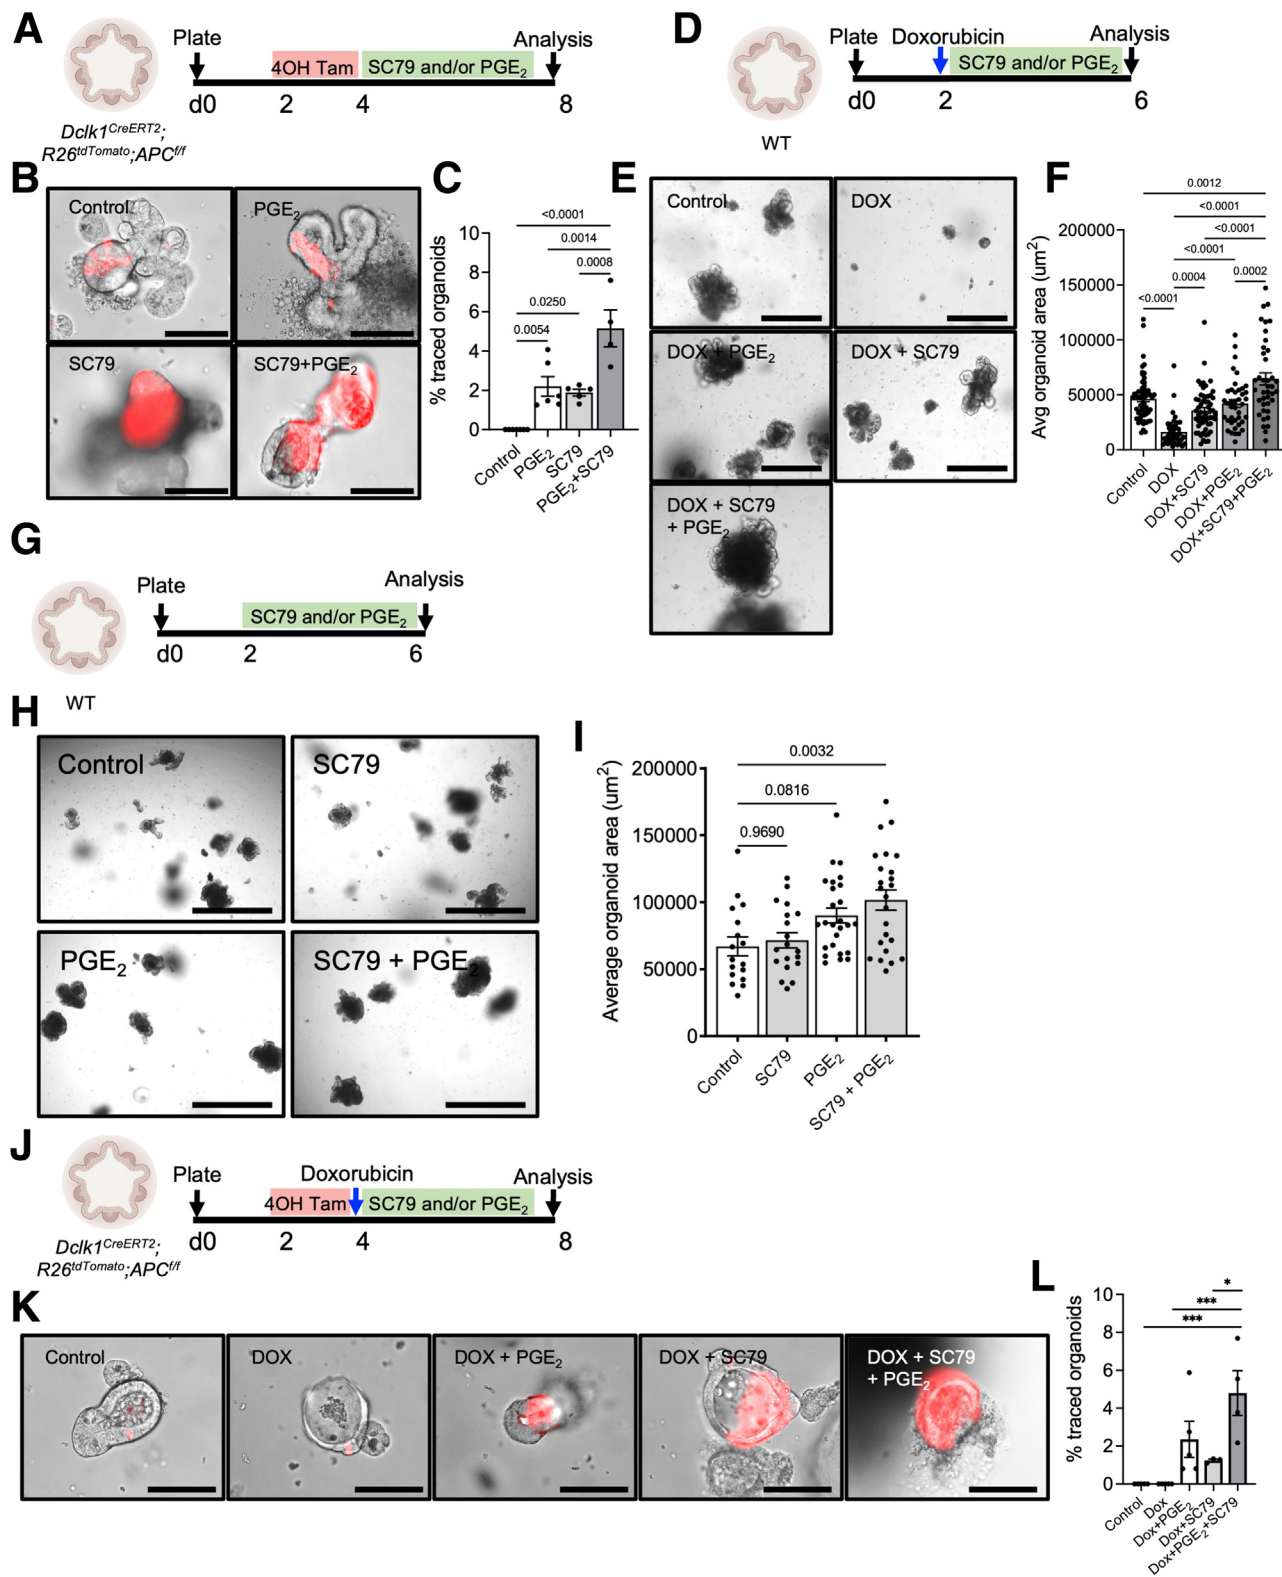 A
Plate
Analysis
4OH Tam
SC79 and/or PGE2
d0
2
4
8
Dclk1CreERT2;
R26tdTomato;APCf/f
D
Plate
Doxorubicin
Analysis
SC79 and/or PGE2
d0
2
6
WT
B
Control
PGE2
SC79
SC79+PGE2
C
<0.0001
0.0014
0.0008
0.0250
0.0054
% traced organoids
10
8
6
4
2
0
Control
PGE2
SC79
PGE2+SC79
E
Control
DOX
DOX + PGE2
DOX + SC79
DOX + SC79
+ PGE2
F
0.0012
<0.0001
<0.0001
<0.0001
0.0004
0.0002
<0.0001
Avg organoid area (um2)
200000
150000
100000
50000
0
Control
DOX
DOX+SC79
DOX+PGE2
DOX+SC79+PGE2
G
Plate
Analysis
SC79 and/or PGE2
d0
2
6
WT
H
Control
SC79
PGE2
SC79 + PGE2
I
0.0032
0.0816
0.9690
Average organoid area (um2)
200000
150000
100000
50000
0
Control
SC79
PGE2
SC79 + PGE2
J
Plate
Doxorubicin
Analysis
4OH Tam
SC79 and/or PGE2
d0
2
4
8
Dclk1CreERT2;
R26tdTomato;APCf/f
K
Control
DOX
DOX + PGE2
DOX + SC79
DOX + SC79
+ PGE2
L
*
***
***
% traced organoids
10
8
6
4
2
0
Control
Dox
Dox+PGE2
Dox+SC79
Dox+PGE2+SC79